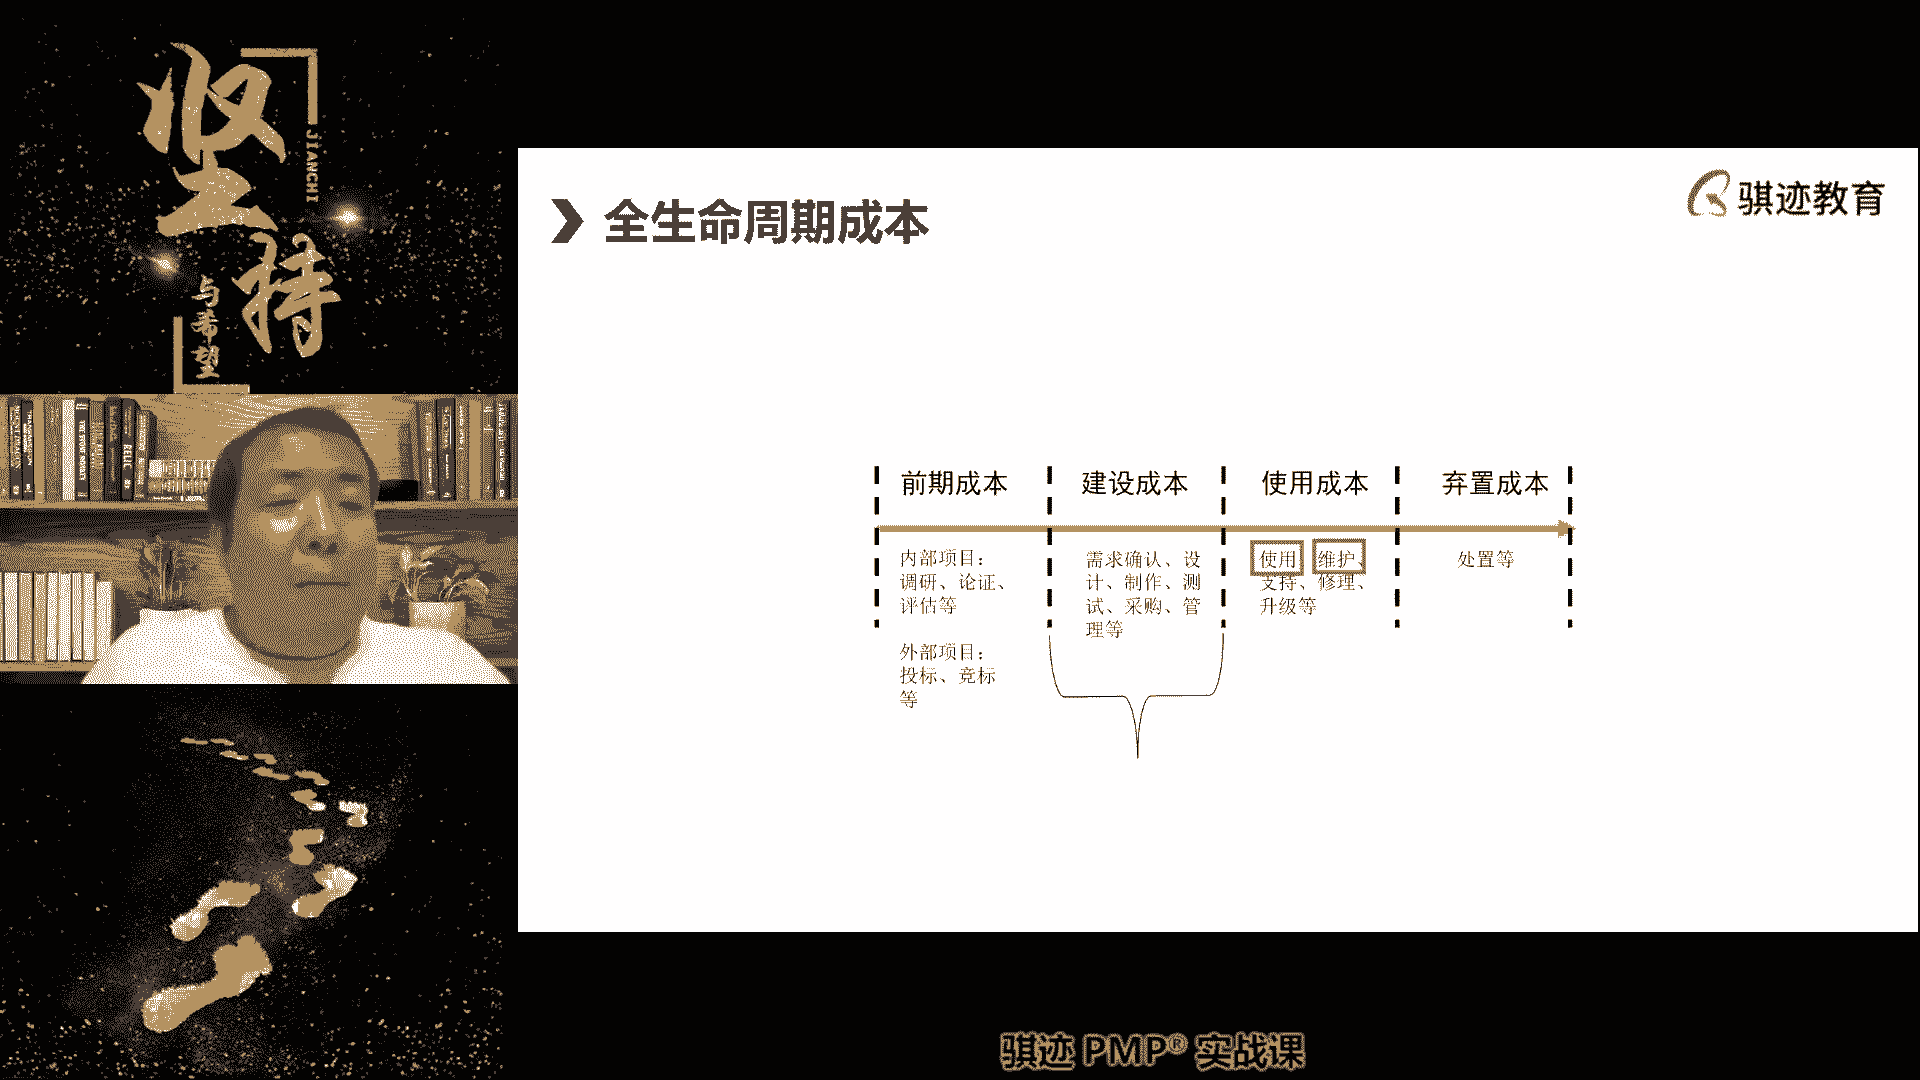 坚持
JIANCHI
与希望
全生命周期成本
骐迹教育
前期成本
建设成本
使用成本
弃置成本
内部项目：
调研、论证、
评估等
外部项目：
投标、竞标
等
需求确认、设
计、制作、测
试、采购、管
理等
使用、维护、
支持、修理、
升级等
处置等
RELIC
骐迹 PMP® 实战课